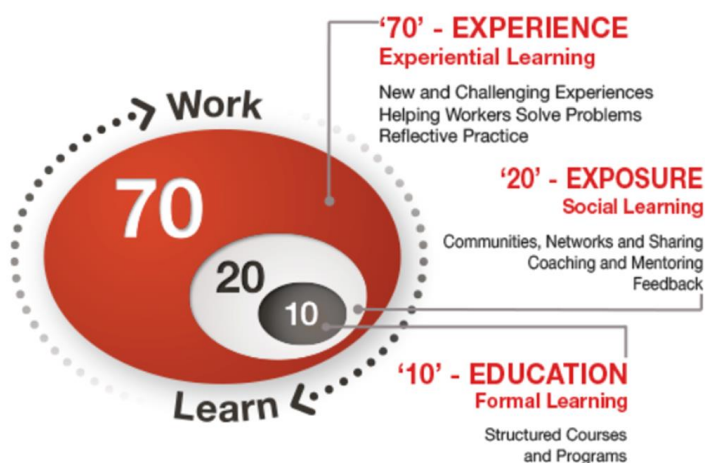 Work
70
20
10
Learn
‘70’ - EXPERIENCE
Experiential Learning
New and Challenging Experiences
Helping Workers Solve Problems
Reflective Practice
‘20’ - EXPOSURE
Social Learning
Communities, Networks and Sharing
Coaching and Mentoring
Feedback
‘10’ - EDUCATION
Formal Learning
Structured Courses
and Programs